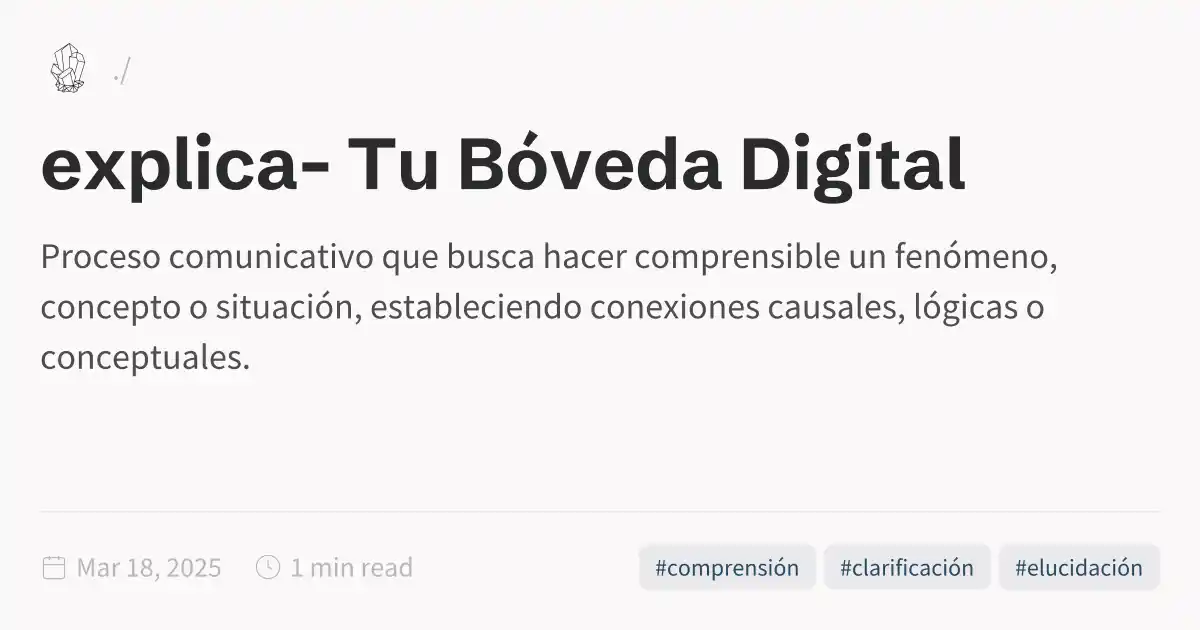 ./
explica- Tu Bóveda Digital
Proceso comunicativo que busca hacer comprensible un fenómeno,
concepto o situación, estableciendo conexiones causales, lógicas o
conceptuales.
Mar 18, 2025 1 min read #comprensión #clarificación #elucidación